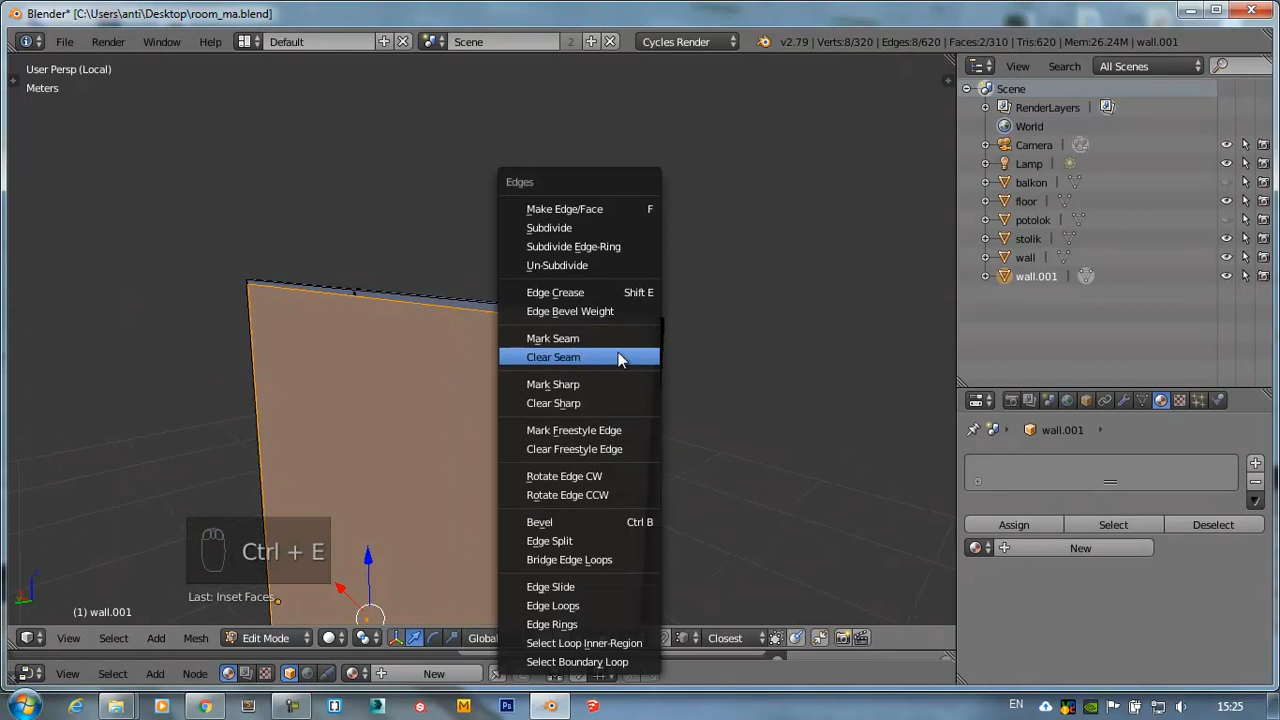 Blender* [C:\Users\anti\Desktop\room_ma.blend]
File Render Window Help Default Scene 2 Cycles Render v2.79 | Verts:8/320 | Edges:8/620 | Faces:2/310 | Tris:620 | Mem:26.24M | wall.001
User Persp (Local)
Meters
View Search All Scenes
Scene
RenderLayers
World
Camera
Lamp
balkon
floor
potolok
stolik
wall
wall.001
Edges
Make Edge/Face F
Subdivide
Subdivide Edge-Ring
Un-Subdivide
Edge Crease Shift E
Edge Bevel Weight
Mark Seam
Clear Seam
Mark Sharp
Clear Sharp
Mark Freestyle Edge
Clear Freestyle Edge
Rotate Edge CW
Rotate Edge CCW
Bevel Ctrl B
Edge Split
Bridge Edge Loops
Edge Slide
Edge Loops
Edge Rings
Select Loop Inner-Region
Select Boundary Loop
wall.001
Assign Select Deselect
New
Ctrl + E
Last: Inset Faces
(1) wall.001
View Select Add Mesh Edit Mode Global Closest
View Select Add Node New
EN 15:25